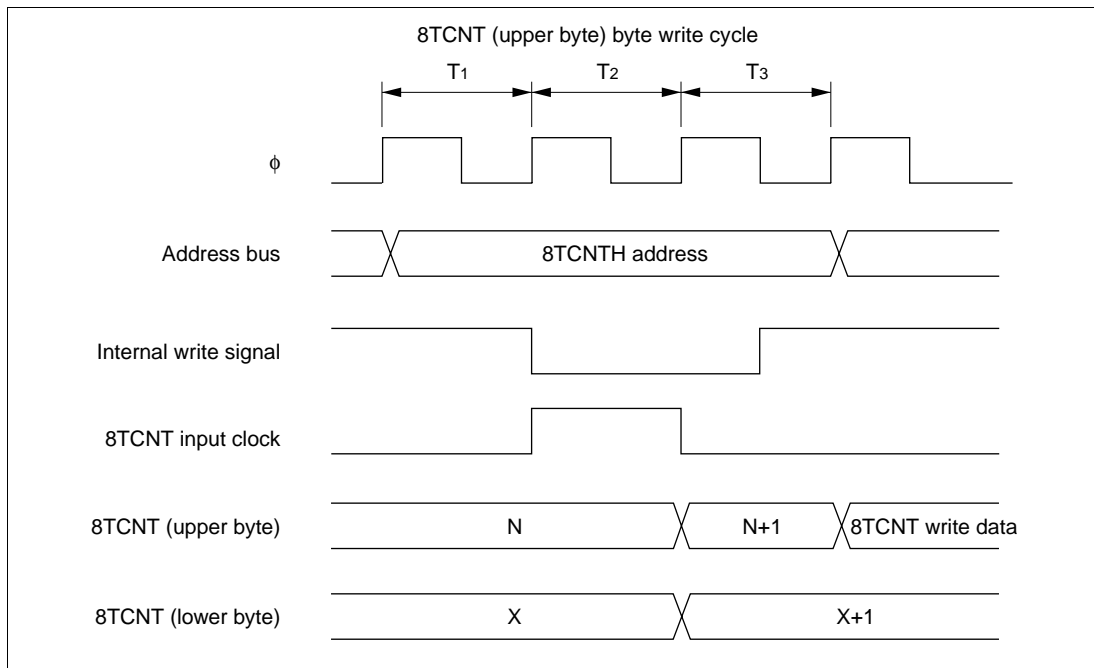 8TCNT (upper byte) byte write cycle
T1 T2 T3
φ
Address bus 8TCNTH address
Internal write signal
8TCNT input clock
8TCNT (upper byte) N N+1 8TCNT write data
8TCNT (lower byte) X X+1